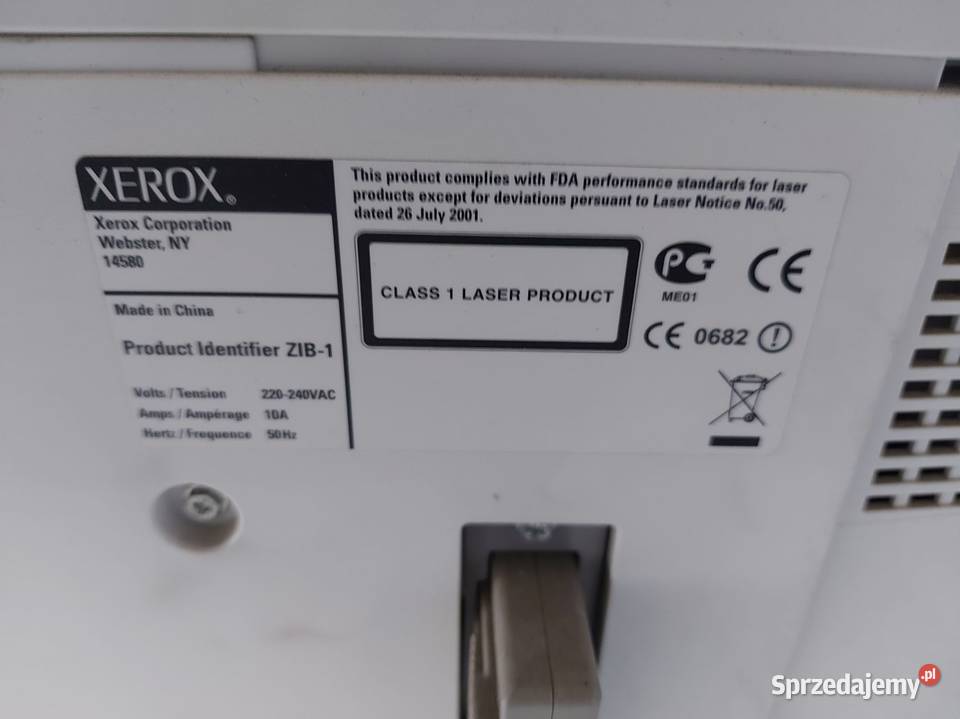 XEROX®
Xerox Corporation
Webster, NY
14580
Made in China
Product Identifier ZIB-1
Volts / Tension 220-240VAC
Amps / Ampérage 10A
Hertz / Frequence 50Hz
This product complies with FDA performance standards for laser
products except for deviations persuant to Laser Notice No.50,
dated 26 July 2001.
CLASS 1 LASER PRODUCT
PG CE
ME01
CE 0682 !
Sprzedajemy.pl